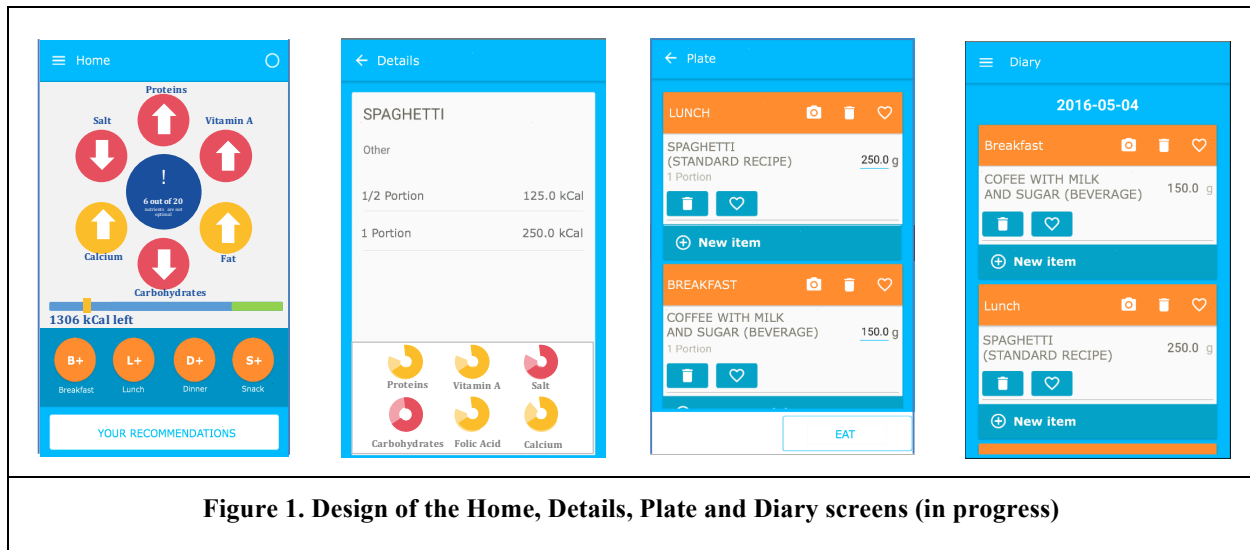 Home
Proteins
Salt
Vitamin A
!
6 out of 20
nutrients are not
optimal
Calcium
Fat
Carbohydrates
1306 kCal left
B+ L+ D+ S+
Breakfast Lunch Dinner Snack
YOUR RECOMMENDATIONS
Details
SPAGHETTI
Other
1/2 Portion 125.0 kCal
1 Portion 250.0 kCal
Proteins Vitamin A Salt
Carbohydrates Folic Acid Calcium
Plate
LUNCH
SPAGHETTI
(STANDARD RECIPE) 250.0 g
1 Portion
New item
BREAKFAST
COFFEE WITH MILK
AND SUGAR (BEVERAGE) 150.0 g
1 Portion
EAT
Diary
2016-05-04
Breakfast
COFEE WITH MILK
AND SUGAR (BEVERAGE) 150.0 g
New item
Lunch
SPAGHETTI
(STANDARD RECIPE) 250.0 g
New item
Figure 1. Design of the Home, Details, Plate and Diary screens (in progress)